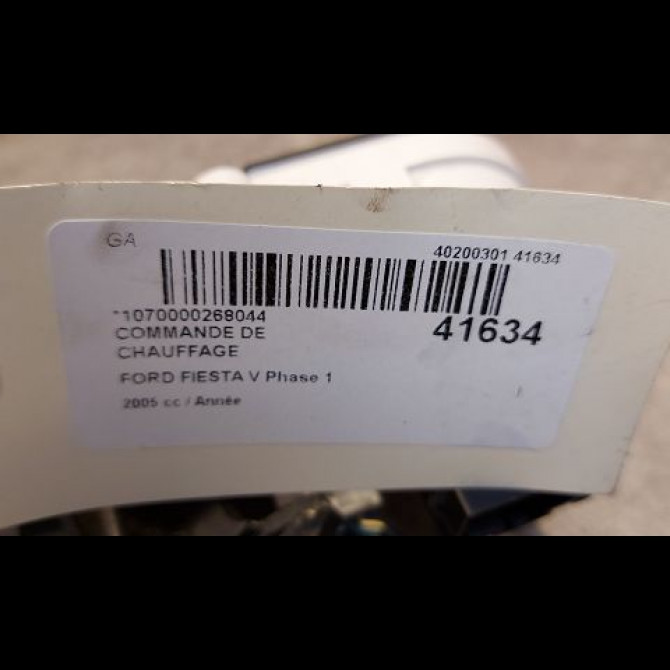 GA
40200301 41634
*1070000268044
41634
COMMANDE DE
CHAUFFAGE
FORD FIESTA V Phase 1
2005 cc / Année